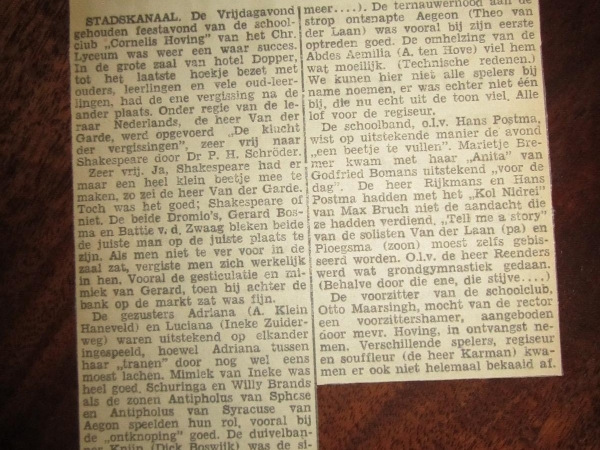 STADSKANAAL. De Vrijdagavond
gehouden feestavond van de school-
club „Cornelis Hoving" van het Chr.
Lyceum was weer een waar succes.
In de grote zaal van hotel Dopper,
tot het laatste hoekje bezet met
ouders, leerlingen en vele oud-leer-
lingen, had de ene vergissing na de
ander plaats. Onder regie van de le-
raar Nederlands, de heer Van der
Garde, werd opgevoerd „De klucht
der vergissingen", zeer vrij naar
Shakespeare door Dr P. H. Schröder.
Zeer vrij. Ja, Shakespeare had er
maar een heel klein beetje mee te
maken, zo zei de heer Van der Garde.
Toch was het goed; Shakespeare of
niet. De beide Dromio's, Gerard Bos-
ma en Battie v. d. Zwaag bleken beide
de juiste man op de juiste plaats te
zijn. Als men niet te ver voor in de
zaal zat, vergiste men zich werkelijk
in hen. Vooral de gesticulatie en mi-
miek van Gerard, toen hij achter de
bank op de markt zat was fijn.
De gezusters Adriana (A. Klein
Haneveld) en Luciana (Ineke Zuider-
weg) waren uitstekend op elkander
ingespeeld, hoewel Adriana tussen
haar „tranen" door nog wel eens
moest lachen. Mimiek van Ineke was
heel goed. Schuringa en Willy Brands
als de zonen Antipholus van Sphese
en Antipholus van Syracuse van
Aegon speelden hun rol, vooral bij
de „ontknoping" goed. De duivelban-
ner Knijp (Dick Boswijk) was de si-
meer....). De ternauwernood aan de
strop ontsnapte Aegeon (Theo van
der Laan) was vooral bij zijn eerste
optreden goed. De omhelzing van de
Abdes Aemilia (A. ten Hove) viel hem
wat moeilijk. (Technische redenen.)
We kunen hier niet alle spelers bij
name noemen, er was echter niet één
bij, die nu echt uit de toon viel. Alle
lof voor de regiseur.
De schoolband, o.l.v. Hans Postma,
wist op uitstekende manier de avond
„een beetje te vullen". Marietje Bre-
mer kwam met haar „Anita" van
Godfried Bomans uitstekend „voor de
dag". De heer Rijkmans en Hans
Postma hadden met het „Kol Nidrei"
van Max Bruch niet de aandacht die
ze hadden verdiend. „Tell me a story"
van de solisten Van der Laan (pa) en
Ploegsma (zoon) moest zelfs gebis-
seerd worden. O.l.v. de heer Reenders
werd wat grondgymnastiek gedaan.
(Behalve door die ene, die stijve....)
De voorzitter van de schoolclub,
Otto Maarsingh, mocht van de rector
een voorzittershamer, aangeboden
door mevr. Hoving, in ontvangst ne-
men. Verschillende spelers, regiseur
en souffleur (de heer Karman) kwa-
men er ook niet helemaal bekaaid af.